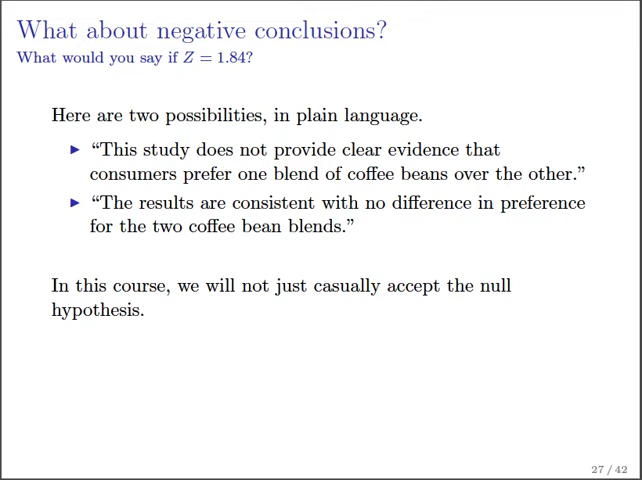 What about negative conclusions?
What would you say if Z = 1.84?
Here are two possibilities, in plain language.
▶ “This study does not provide clear evidence that
consumers prefer one blend of coffee beans over the other.”
▶ “The results are consistent with no difference in preference
for the two coffee bean blends.”
In this course, we will not just casually accept the null
hypothesis.
27 / 42